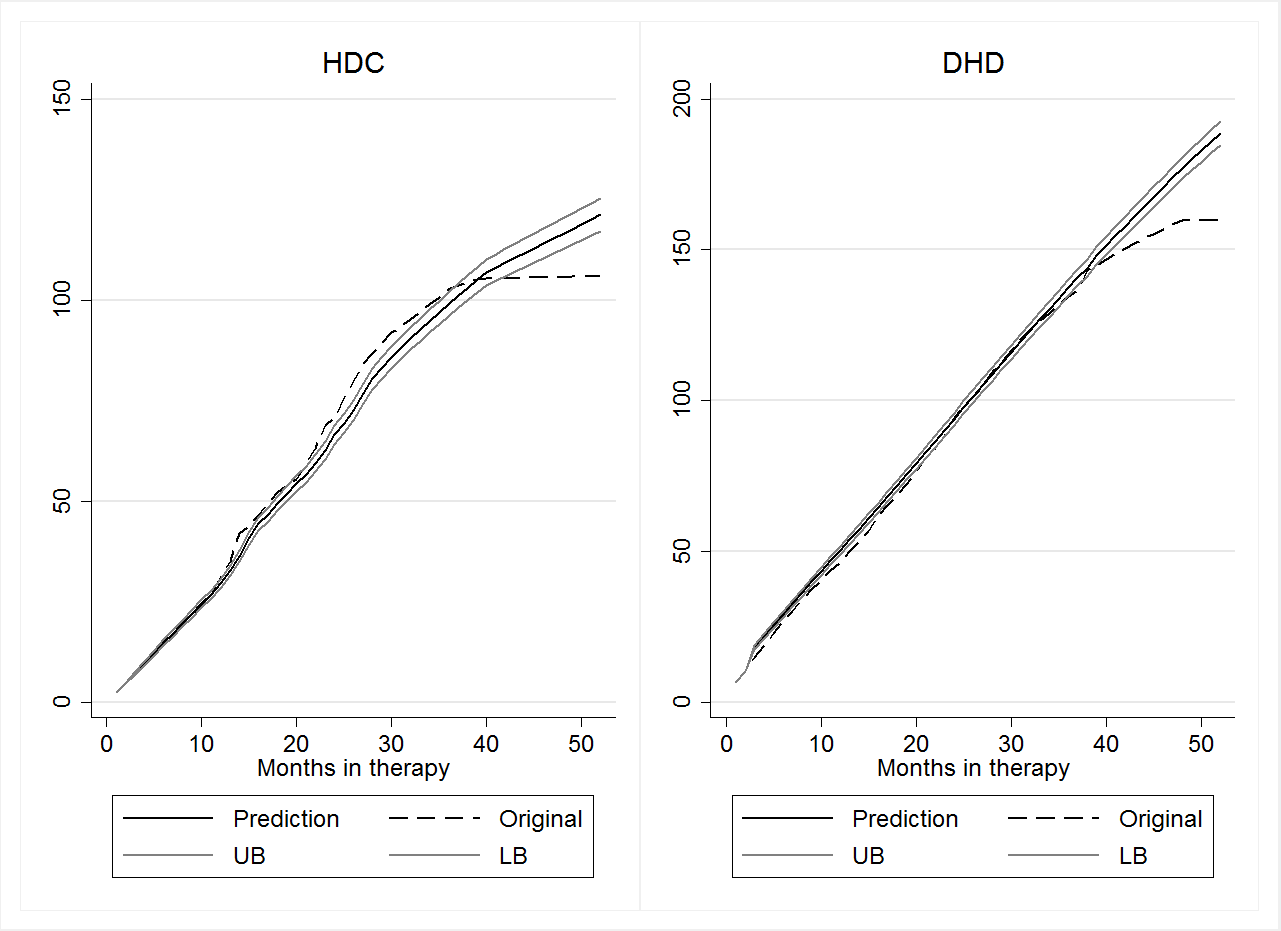 HDC
150
100
50
0
0 10 20 30 40 50
Months in therapy
Prediction Original
UB LB
DHD
200
150
100
50
0
0 10 20 30 40 50
Months in therapy
Prediction Original
UB LB